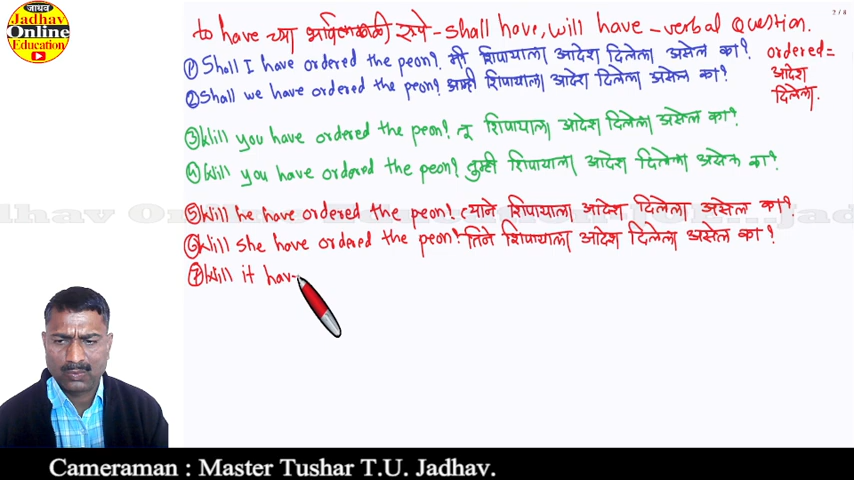 जाधव
Jadhav
Online
Education
2 / 8
to have च्या भविष्यकाळी रुपे - shall have, will have - verbal Question.
① Shall I have ordered the peon? मी शिपायाला आदेश दिलेला असेल का?
② Shall we have ordered the peon? आम्ही शिपायाला आदेश दिलेला असेल का?
ordered =
आदेश
दिलेला.
③ Will you have ordered the peon? तू शिपायाला आदेश दिलेला असेल का?
④ Will you have ordered the peon? तुम्ही शिपायाला आदेश दिलेला असेल का?
⑤ Will he have ordered the peon? त्याने शिपायाला आदेश दिलेला असेल का?
⑥ Will she have ordered the peon? तिने शिपायाला आदेश दिलेला असेल का?
⑦ Will it hav
Cameraman : Master Tushar T.U. Jadhav.